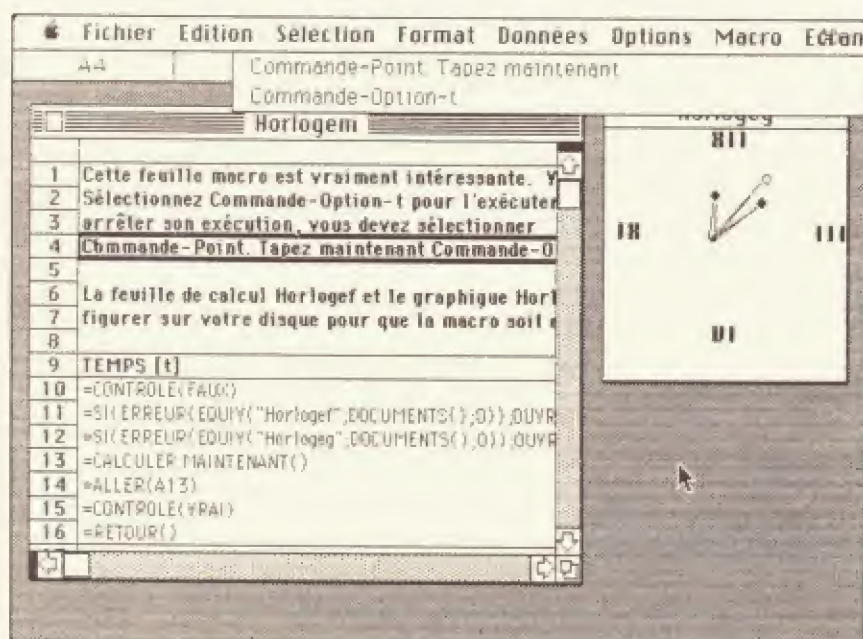 Fichier Edition Sélection Format Données Options Macro Ecran
A4
Commande-Point. Tapez maintenant
Commande-Option-t
Horlogem
Horlogeg
1 Cette feuille macro est vraiment intéressante. V
2 Sélectionnez Commande-Option-t pour l'exécuter
3 arrêter son exécution, vous devez sélectionner
4 Commande-Point. Tapez maintenant Commande-O
5
6 La feuille de calcul Horlogef et le graphique Horl
7 figurer sur votre disque pour que la macro soit e
8
9 TEMPS [t]
10 =CONTROLE(FAUX)
11 =SI(ERREUR(EQUIV("Horlogef";DOCUMENTS();0));OUVR
12 =SI(ERREUR(EQUIV("Horlogeg";DOCUMENTS();0));OUVR
13 =CALCULER.MAINTENANT()
14 =ALLER(A13)
15 =CONTROLE(VRAI)
16 =RETOUR()
XII
IX III
VI